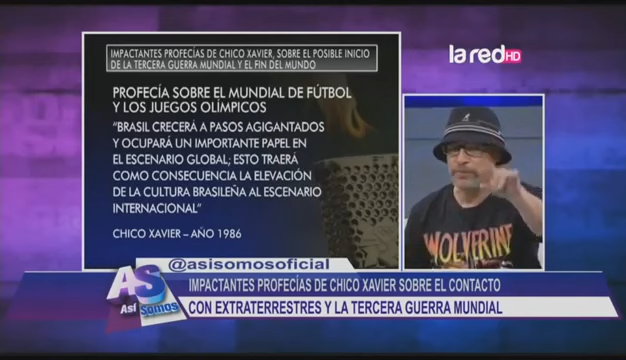 IMPACTANTES PROFECÍAS DE CHICO XAVIER, SOBRE EL POSIBLE INICIO
DE LA TERCERA GUERRA MUNDIAL Y EL FIN DEL MUNDO
la red HD
PROFECÍA SOBRE EL MUNDIAL DE FÚTBOL
Y LOS JUEGOS OLÍMPICOS
“BRASIL CRECERÁ A PASOS AGIGANTADOS
Y OCUPARÁ UN IMPORTANTE PAPEL EN
EL ESCENARIO GLOBAL; ESTO TRAERÁ
COMO CONSECUENCIA LA ELEVACIÓN
DE LA CULTURA BRASILEÑA AL ESCENARIO
INTERNACIONAL”
CHICO XAVIER – AÑO 1986
WOLVERINE
@asisomosoficial
AS
Así Somos
IMPACTANTES PROFECÍAS DE CHICO XAVIER SOBRE EL CONTACTO
CON EXTRATERRESTRES Y LA TERCERA GUERRA MUNDIAL